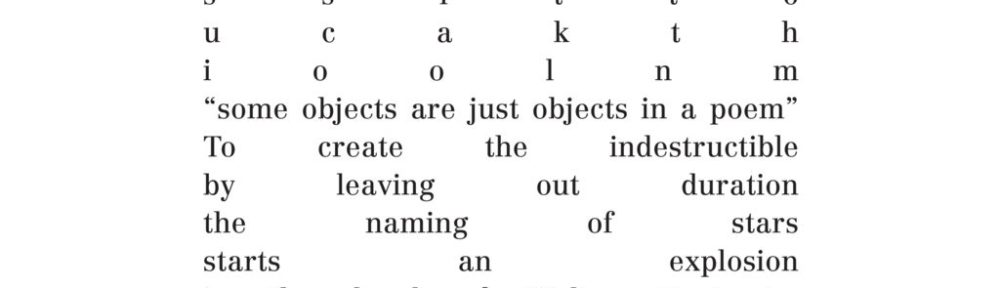 u c a k t h
i o o l n m
“some objects are just objects in a poem”
To create the indestructible
by leaving out duration
the naming of stars
starts an explosion